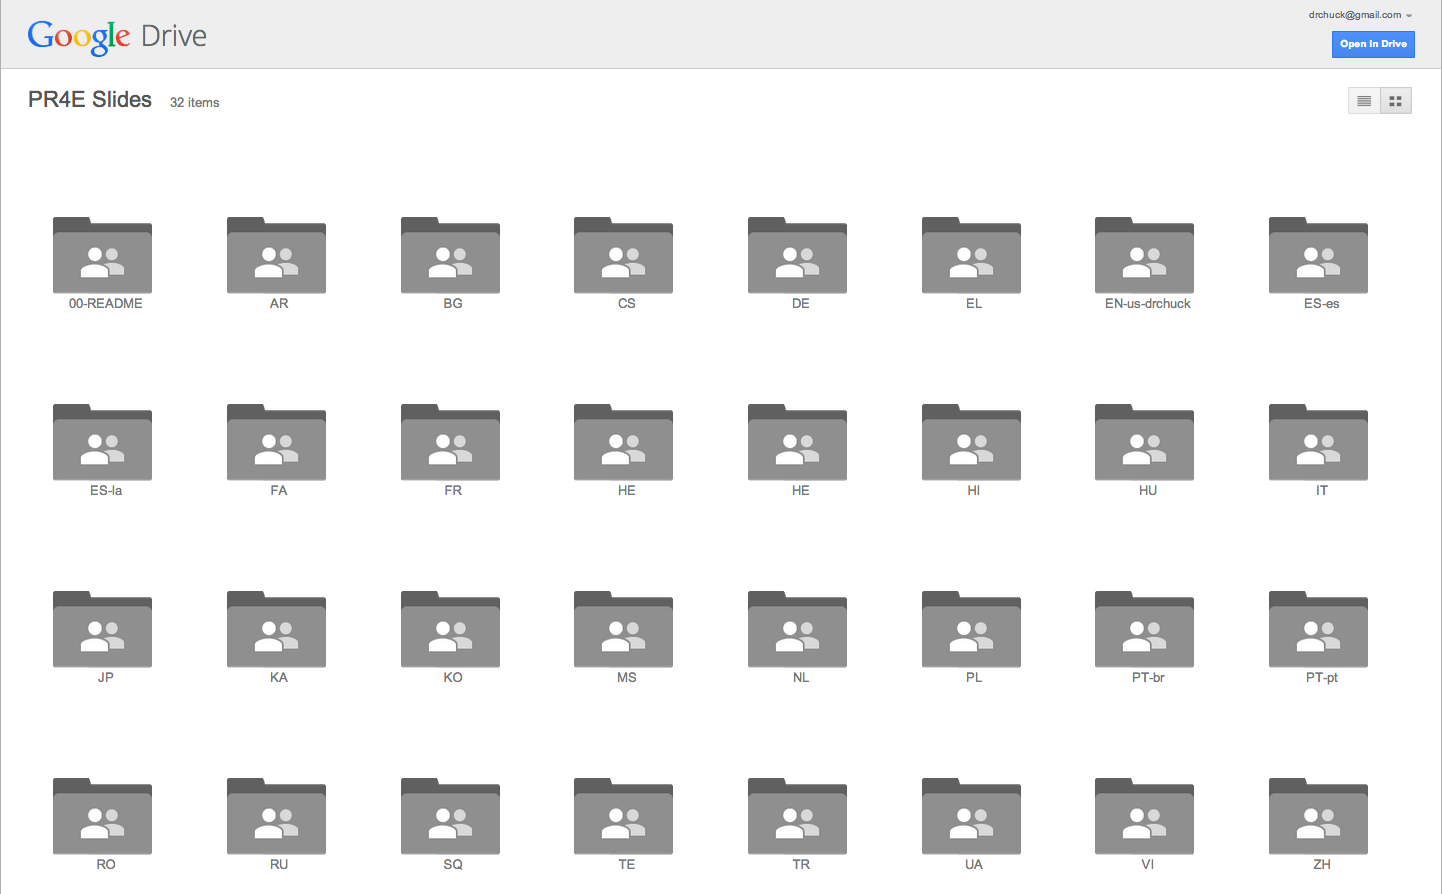 Google Drive
drchuck@gmail.com
Open in Drive
PR4E Slides 32 items
00-README AR BG CS DE EL EN-us-drchuck ES-es
ES-la FA FR HE HE HI HU IT
JP KA KO MS NL PL PT-br PT-pt
RO RU SQ TE TR UA VI ZH